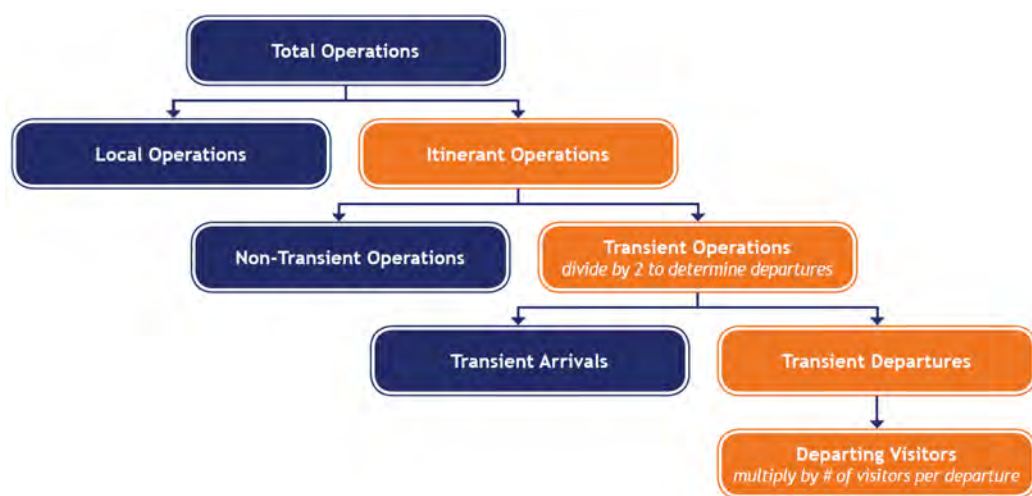 Total Operations
Local Operations
Itinerant Operations
Non-Transient Operations
Transient Operations
divide by 2 to determine departures
Transient Arrivals
Transient Departures
Departing Visitors
multiply by # of visitors per departure